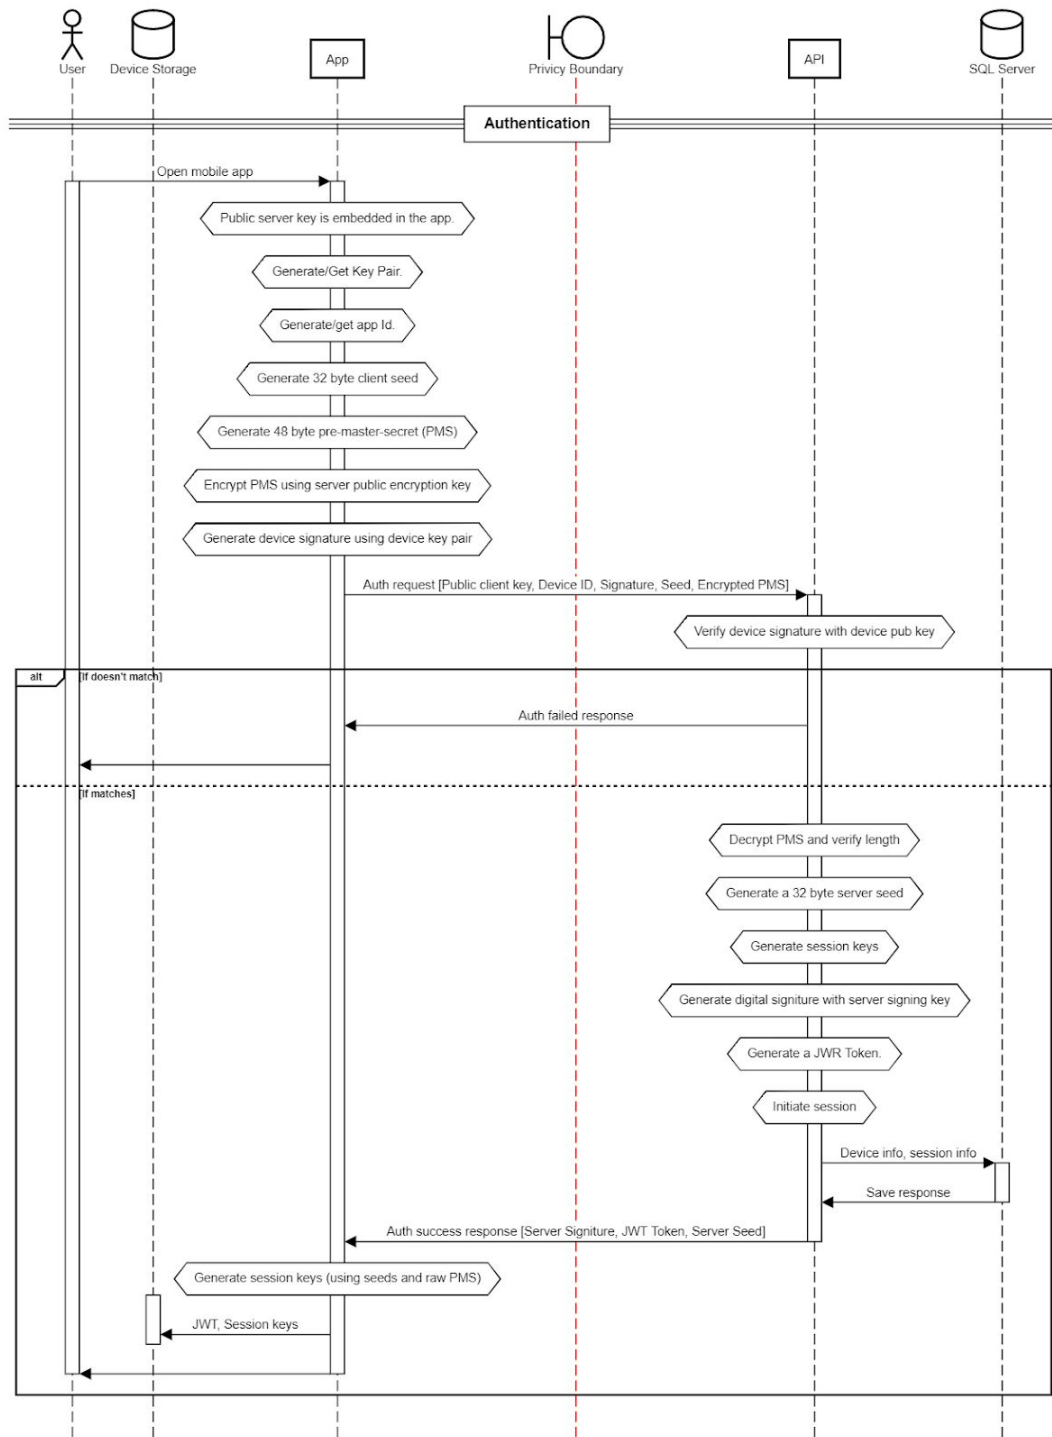 User
Device Storage
App
Privicy Boundary
API
SQL Server
Authentication
Open mobile app
Public server key is embedded in the app.
Generate/Get Key Pair.
Generate/get app Id.
Generate 32 byte client seed
Generate 48 byte pre-master-secret (PMS)
Encrypt PMS using server public encryption key
Generate device signature using device key pair
Auth request [Public client key, Device ID, Signature, Seed, Encrypted PMS]
Verify device signature with device pub key
alt
[If doesn't match]
Auth failed response
[If matches]
Decrypt PMS and verify length
Generate a 32 byte server seed
Generate session keys
Generate digital signiture with server signing key
Generate a JWR Token.
Initiate session
Device info, session info
Save response
Auth success response [Server Signiture, JWT Token, Server Seed]
Generate session keys (using seeds and raw PMS)
JWT, Session keys